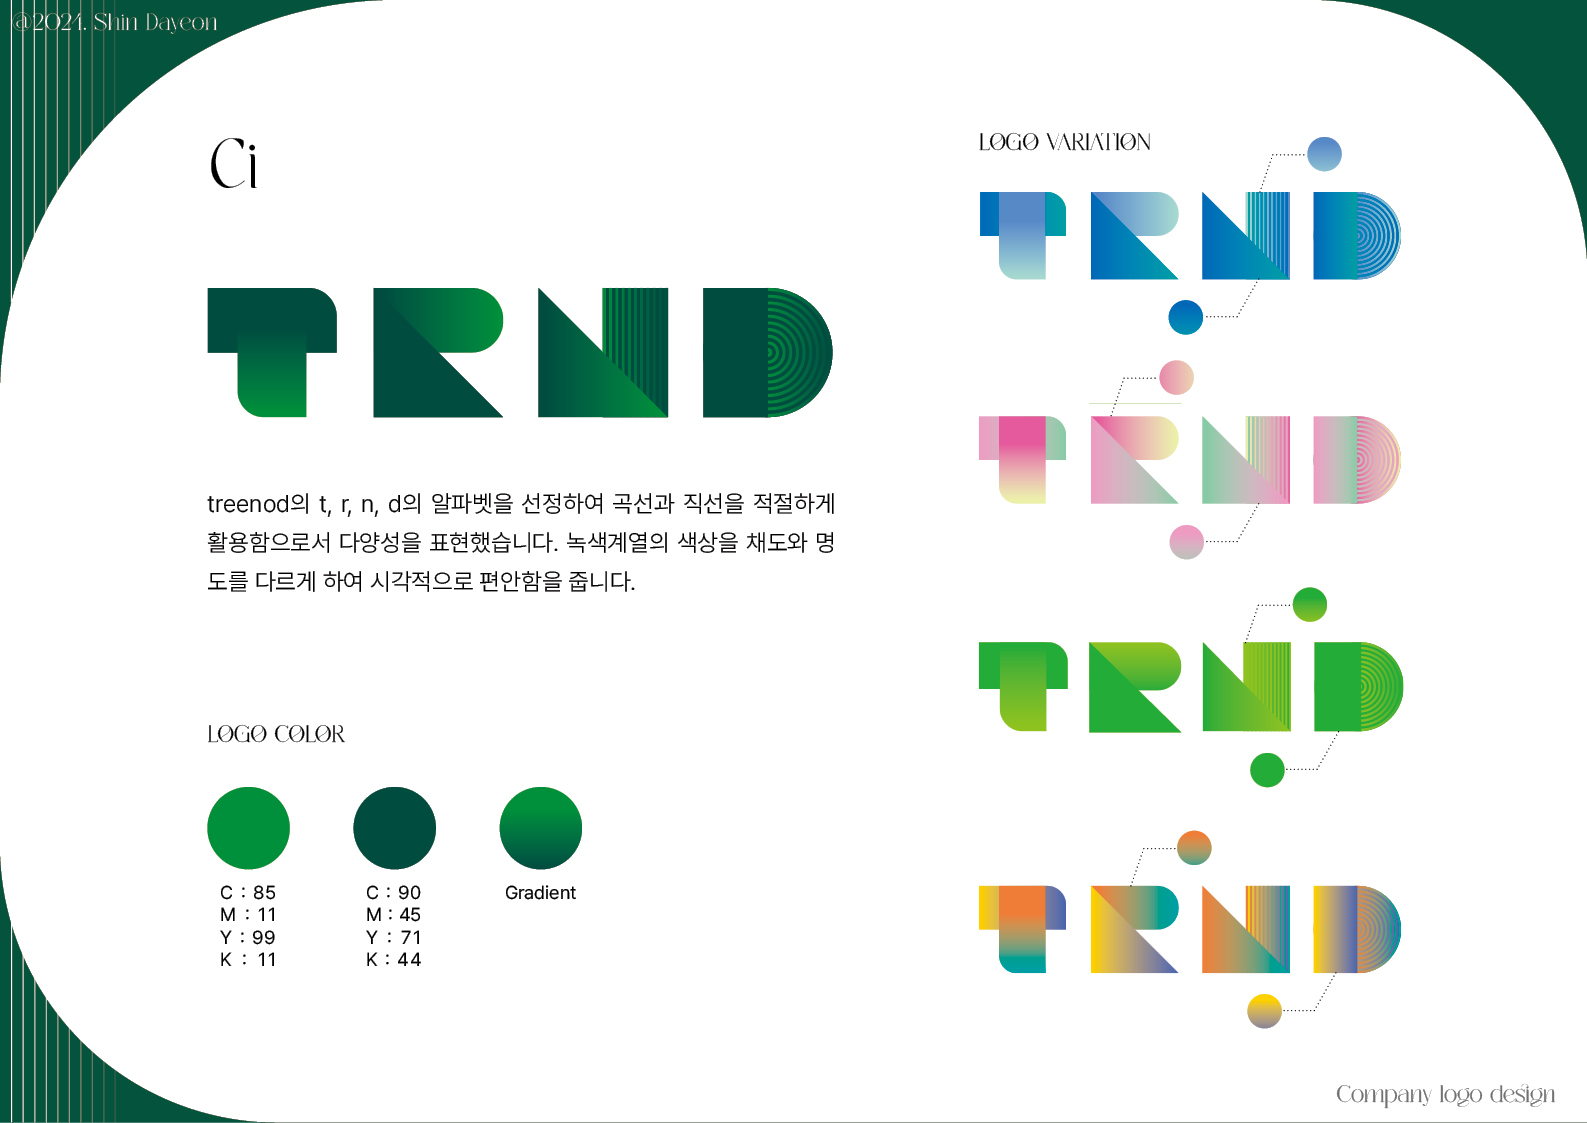 @2024. Shin Dayeon
Ci
TRND
treenod의 t, r, n, d의 알파벳을 선정하여 곡선과 직선을 적절하게
활용함으로서 다양성을 표현했습니다. 녹색계열의 색상을 채도와 명
도를 다르게 하여 시각적으로 편안함을 줍니다.
LOGO COLOR
C : 85
M : 11
Y : 99
K : 11
C : 90
M : 45
Y : 71
K : 44
Gradient
LOGO VARIATION
TRND
TRND
TRND
TRND
Company logo design